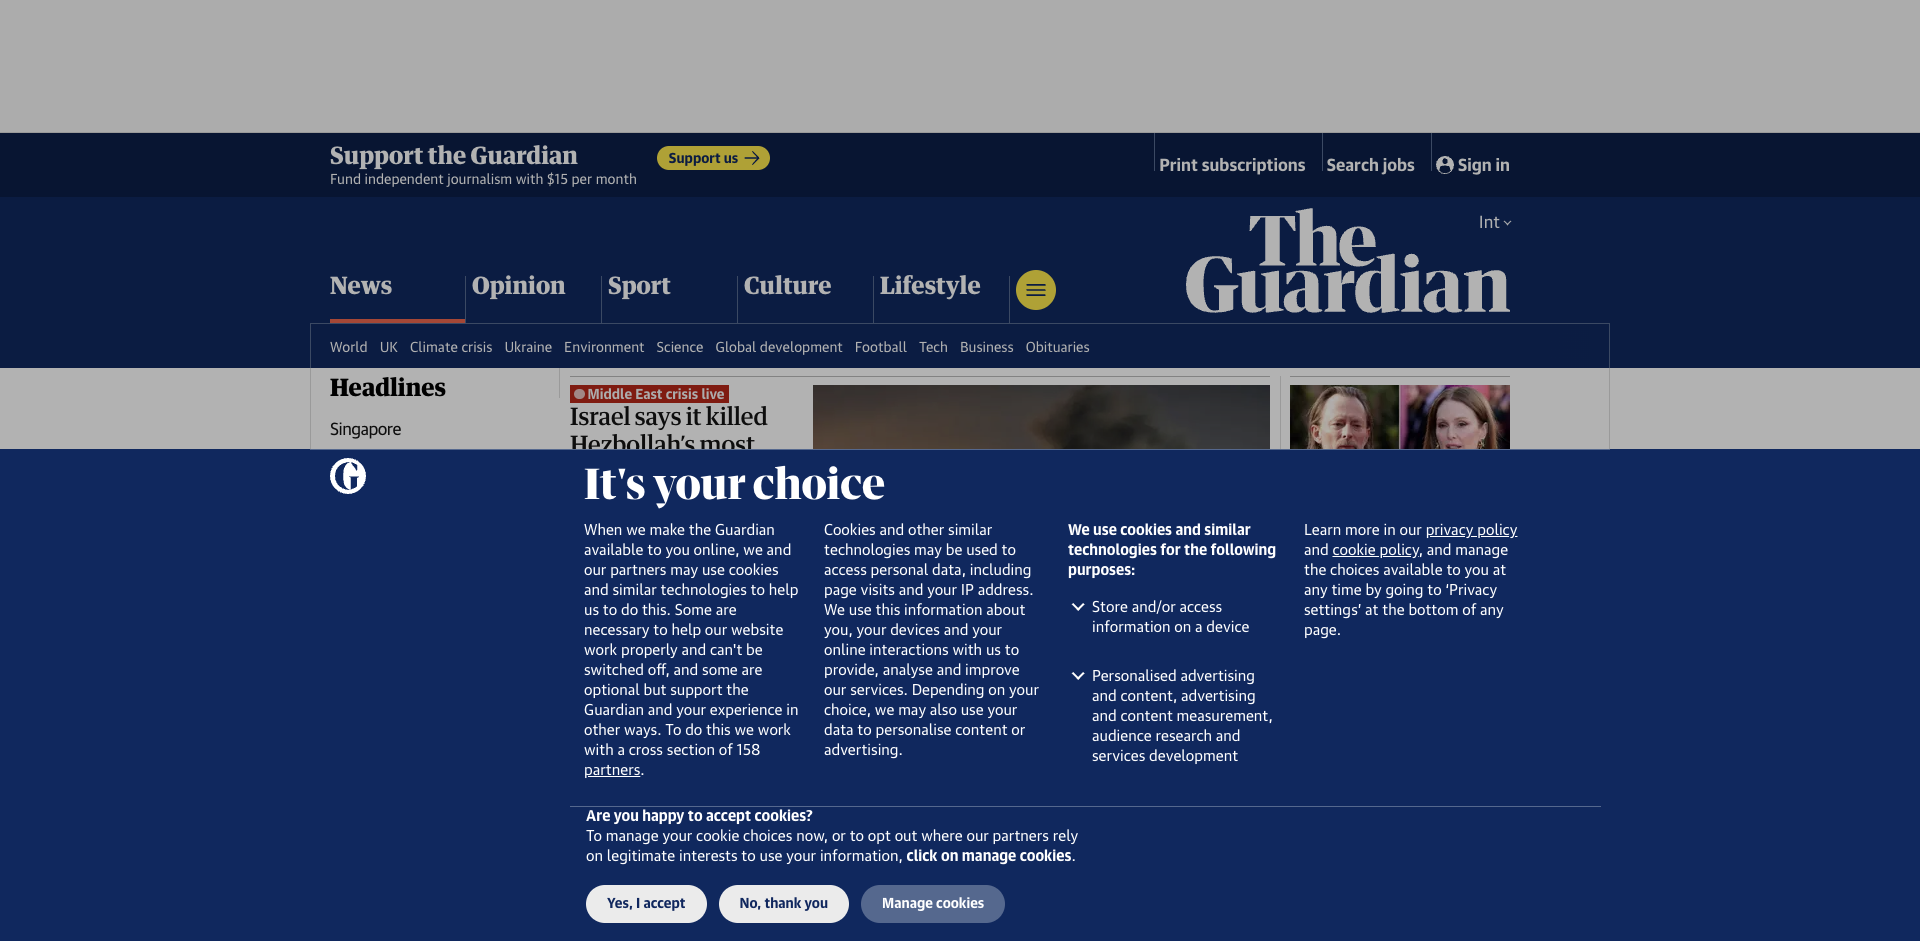 Support the Guardian
Fund independent journalism with $15 per month
Support us
Print subscriptions
Search jobs
Sign in
Int
The
Guardian
News
Opinion
Sport
Culture
Lifestyle
World
UK
Climate crisis
Ukraine
Environment
Science
Global development
Football
Tech
Business
Obituaries
Headlines
Singapore
Middle East crisis live
Israel says it killed
Hezbollah's most
G
It's your choice
When we make the Guardian
available to you online, we and
our partners may use cookies
and similar technologies to help
us to do this. Some are
necessary to help our website
work properly and can't be
switched off, and some are
optional but support the
Guardian and your experience in
other ways. To do this we work
with a cross section of 158
partners.
Cookies and other similar
technologies may be used to
access personal data, including
page visits and your IP address.
We use this information about
you, your devices and your
online interactions with us to
provide, analyse and improve
our services. Depending on your
choice, we may also use your
data to personalise content or
advertising.
We use cookies and similar
technologies for the following
purposes:
Store and/or access
information on a device
Personalised advertising
and content, advertising
and content measurement,
audience research and
services development
Learn more in our privacy policy
and cookie policy, and manage
the choices available to you at
any time by going to ‘Privacy
settings’ at the bottom of any
page.
Are you happy to accept cookies?
To manage your cookie choices now, or to opt out where our partners rely
on legitimate interests to use your information, click on manage cookies.
Yes, I accept
No, thank you
Manage cookies